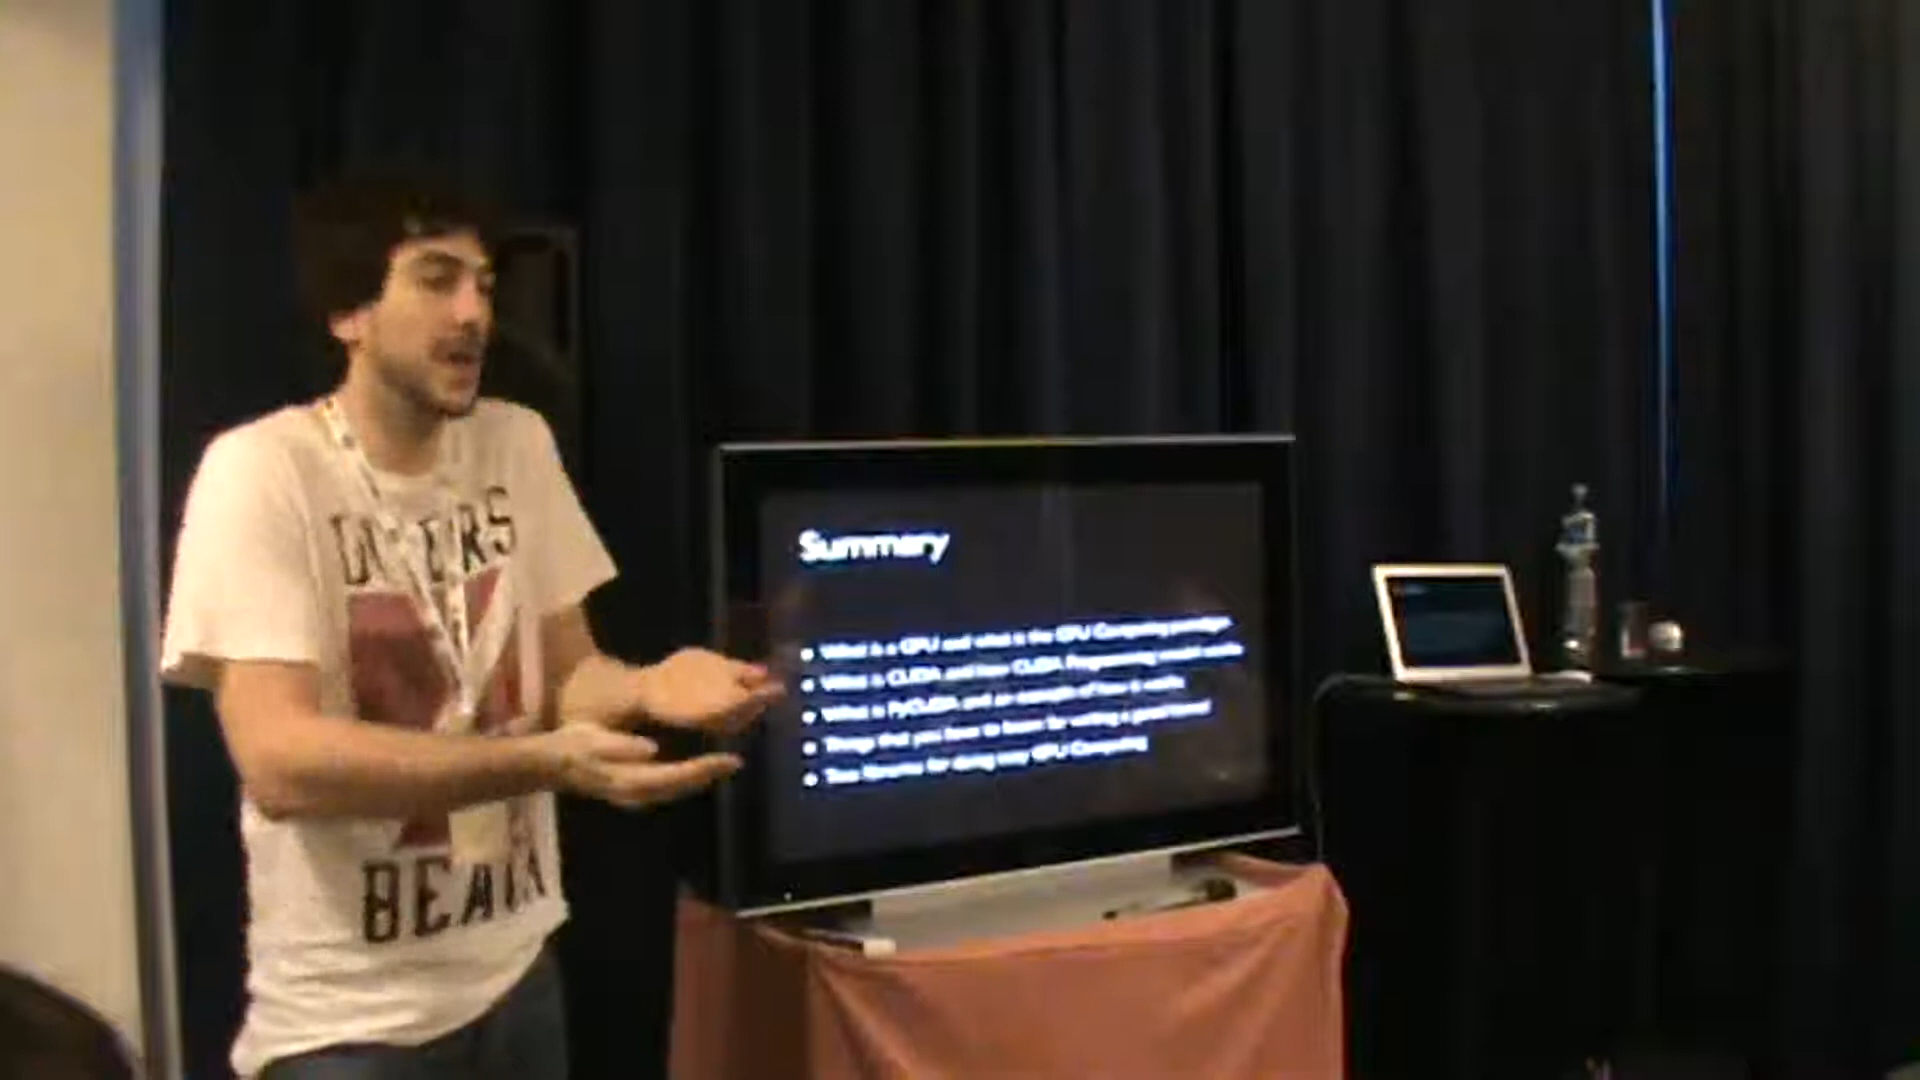 Summary
• What is a GPU and what is the GPU Computing paradigm
• What is CUDA and how CUDA Programming model works
• What is PyCUDA and an example of how it works
• Things that you have to learn for writing a good kernel
• for doing easy GPU Computing
BEACH